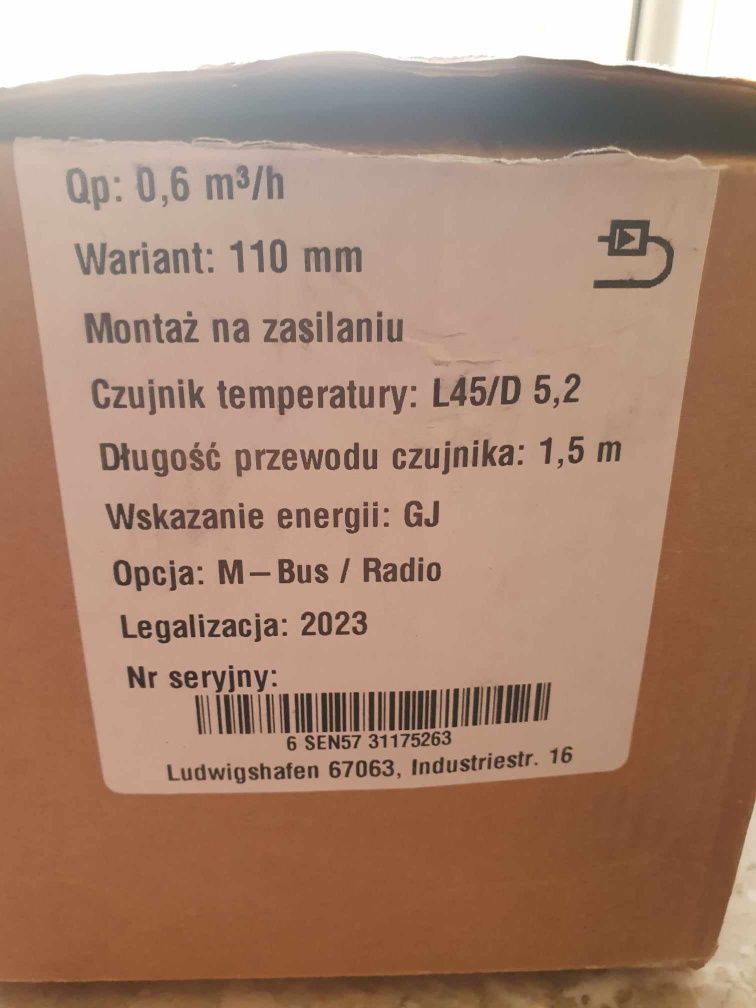 Qp: 0,6 m³/h
Wariant: 110 mm
Montaż na zasilaniu
Czujnik temperatury: L45/D 5,2
Długość przewodu czujnika: 1,5 m
Wskazanie energii: GJ
Opcja: M–Bus / Radio
Legalizacja: 2023
Nr seryjny:
6 SEN57 31175263
Ludwigshafen 67063, Industriestr. 16